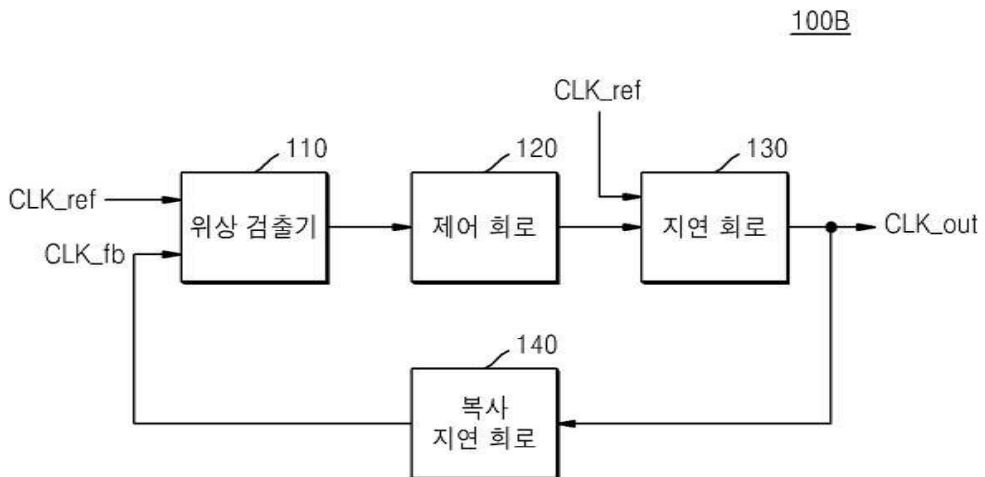 100B
CLK_ref
110
120
130
CLK_ref
위상 검출기
제어 회로
지연 회로
CLK_out
CLK_fb
140
복사
지연 회로